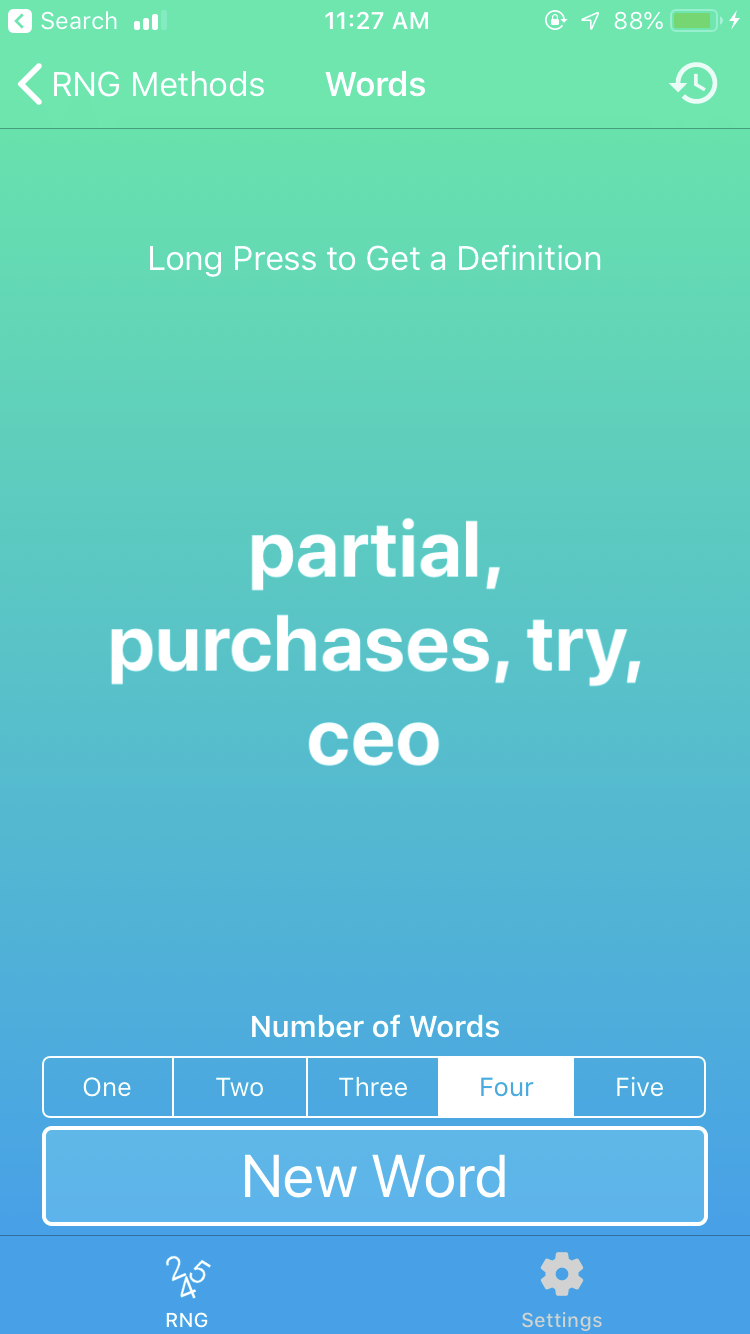 Search 11:27 AM 88%
RNG Methods Words
Long Press to Get a Definition
partial,
purchases, try,
ceo
Number of Words
One Two Three Four Five
New Word
245
RNG Settings